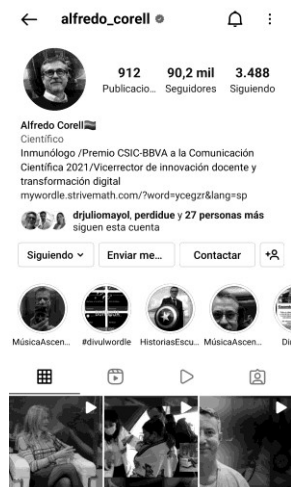 alfredo_corell
912 90,2 mil 3.488
Publicacio... Seguidores Siguiendo
Alfredo Corell
Científico
Inmunólogo /Premio CSIC-BBVA a la Comunicación
Científica 2021/Vicerrector de innovación docente y
transformación digital
mywordle.strivemath.com/?word=ycegzr&lang=sp
drjuliomayol, perdidue y 27 personas más
siguen esta cuenta
Siguiendo Enviar me... Contactar
MúsicaAscen... #divulwordle HistoriasEscu... MúsicaAscen... Di